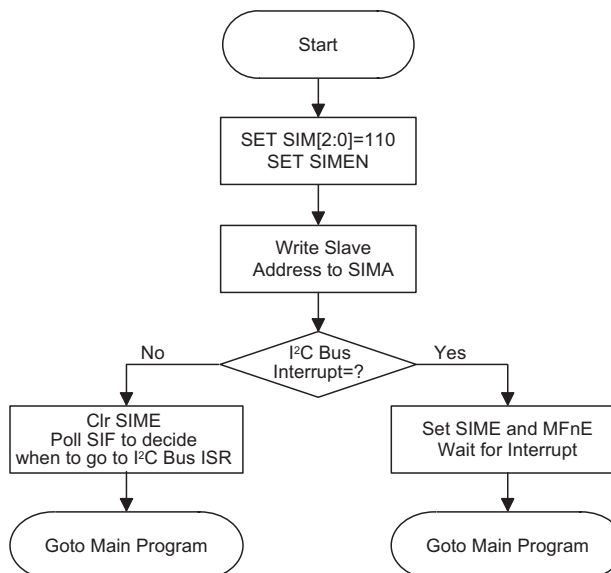 Start
SET SIM[2:0]=110
SET SIMEN
Write Slave
Address to SIMA
I²C Bus
Interrupt=?
No
Yes
Clr SIME
Poll SIF to decide
when to go to I²C Bus ISR
Set SIME and MFnE
Wait for Interrupt
Goto Main Program
Goto Main Program